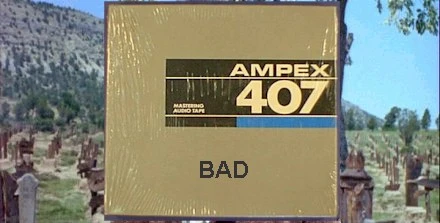 AMPEX
407
MASTERING
AUDIO TAPE
BAD